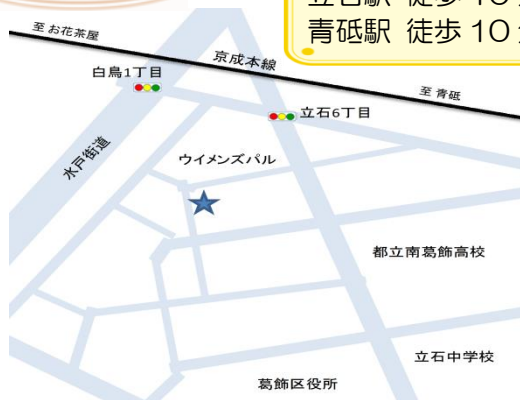 青砥駅 徒歩10
至お花茶屋
京成本線
至 青砥
白鳥1丁目
立石6丁目
水戸街道
ウイメンズパル
都立南葛飾高校
立石中学校
葛飾区役所